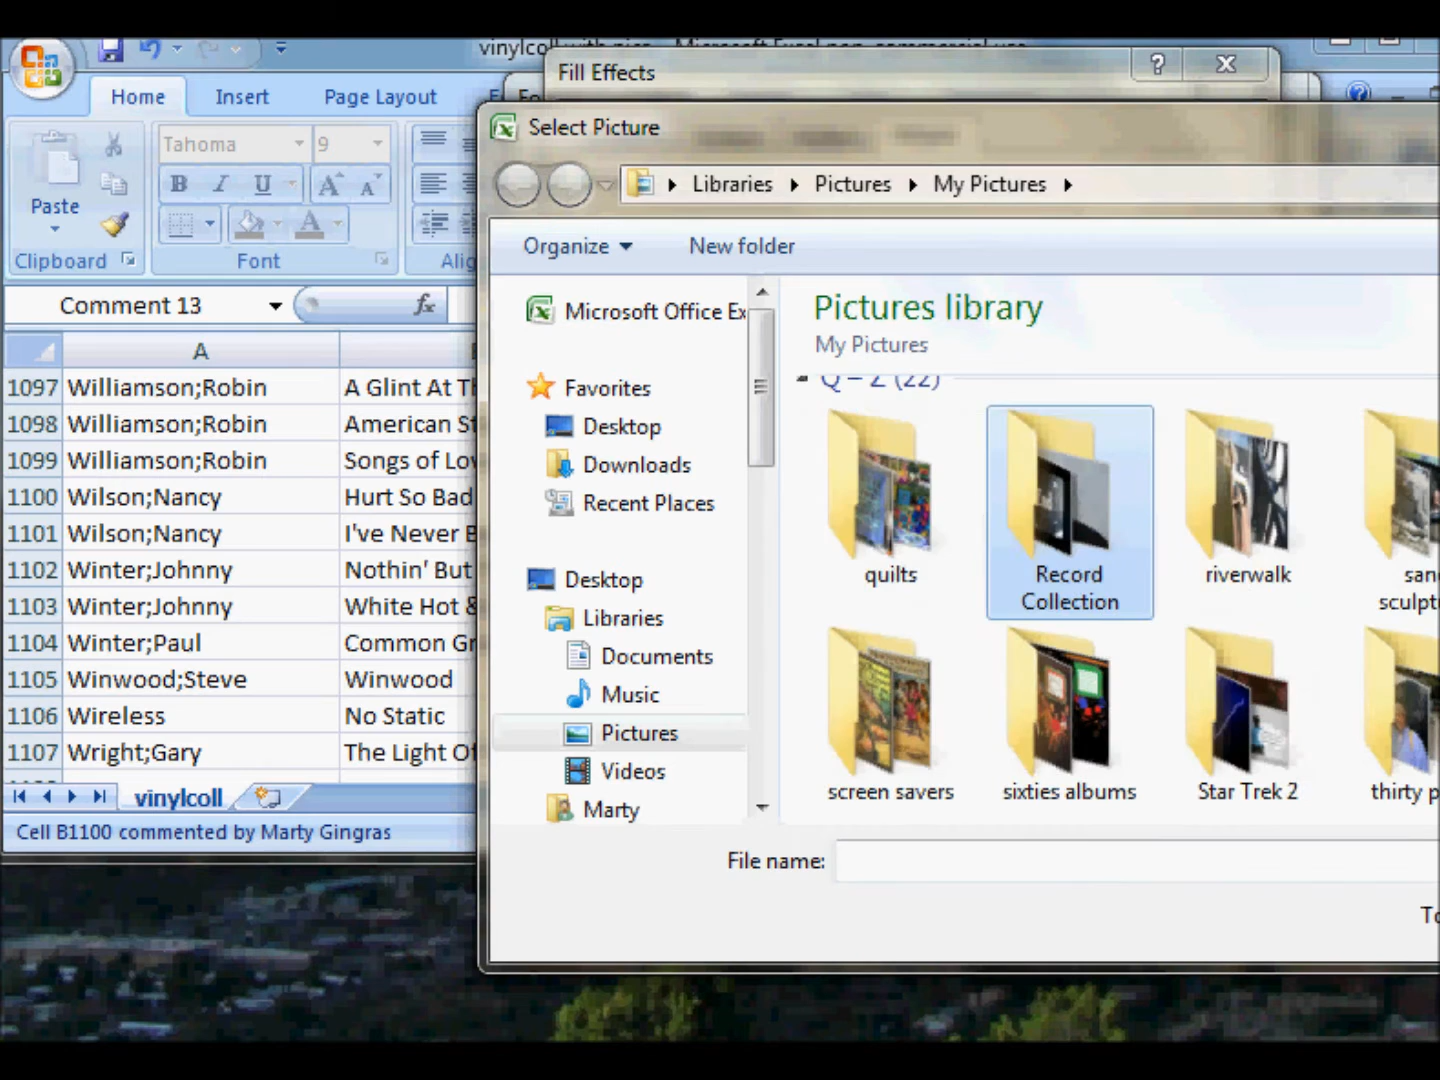 Fill Effects
Home Insert Page Layout
Select Picture
Tahoma 9
B I U A A
Libraries Pictures My Pictures
Paste
A
Organize New folder
Clipboard Font
Comment 13 fx
Microsoft Office Ex
Pictures library
My Pictures
A
1097 Williamson;Robin A Glint At
1098 Williamson;Robin American
1099 Williamson;Robin Songs of
1100 Wilson;Nancy Hurt So Bad
1101 Wilson;Nancy I've Never
1102 Winter;Johnny Nothin' But
1103 Winter;Johnny White Hot &
1104 Winter;Paul Common
1105 Winwood;Steve Winwood
1106 Wireless No Static
1107 Wright;Gary The Light
Favorites
Desktop
Downloads
Recent Places
Desktop
Libraries
Documents
Music
Pictures
Videos
Marty
Q – Z (22)
quilts
Record
Collection
riverwalk
screen savers
sixties albums
Star Trek 2
thirty
vinylcoll
Cell B1100 commented by Marty Gingras
File name: